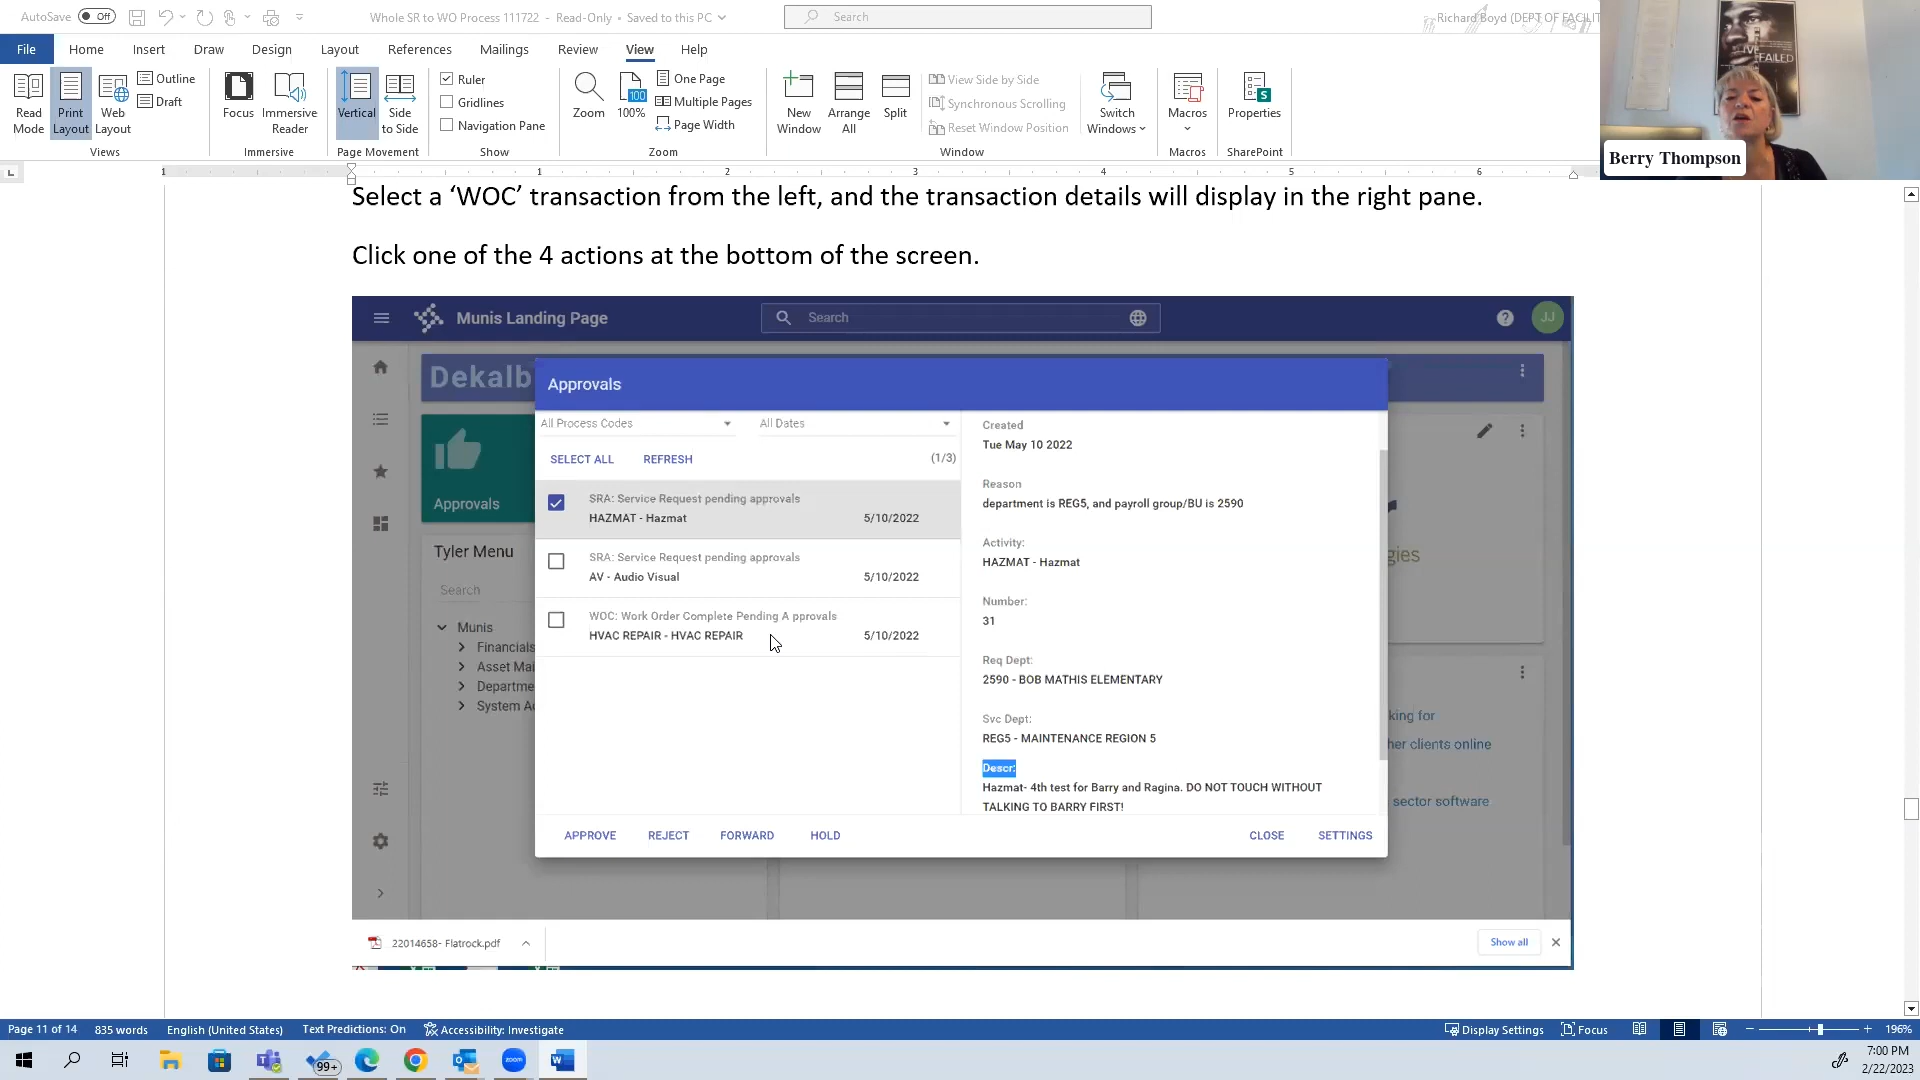 AutoSave Off Whole SR to WO Process 111722 - Read-Only • Saved to this PC Search Richard Boyd (DEPT OF FACILIT
File Home Insert Draw Design Layout References Mailings Review View Help
Read Mode Print Layout Web Layout Outline Draft Focus Immersive Reader Vertical Side to Side Ruler Gridlines Navigation Pane Zoom 100 100% One Page Multiple Pages Page Width New Window Arrange All Split View Side by Side Synchronous Scrolling Reset Window Position Switch Windows Macros Properties
Views Immersive Page Movement Show Zoom Window Macros SharePoint
FAILED
Berry Thompson
1 1 2 3 4 5 6
Select a ‘WOC’ transaction from the left, and the transaction details will display in the right pane.
Click one of the 4 actions at the bottom of the screen.
Munis Landing Page Search JJ
Dekalb
Approvals
Tyler Menu
Search
Munis
Financials
Asset Mai
Departme
System Ad
Approvals
All Process Codes All Dates
SELECT ALL REFRESH (1/3)
SRA: Service Request pending approvals
HAZMAT - Hazmat 5/10/2022
SRA: Service Request pending approvals
AV - Audio Visual 5/10/2022
WOC: Work Order Complete Pending A pprovals
HVAC REPAIR - HVAC REPAIR 5/10/2022
Created
Tue May 10 2022
Reason
department is REG5, and payroll group/BU is 2590
Activity:
HAZMAT - Hazmat
Number:
31
Req Dept:
2590 - BOB MATHIS ELEMENTARY
Svc Dept:
REG5 - MAINTENANCE REGION 5
Descr:
Hazmat- 4th test for Barry and Ragina. DO NOT TOUCH WITHOUT
TALKING TO BARRY FIRST!
APPROVE REJECT FORWARD HOLD CLOSE SETTINGS
gies
king for
her clients online
sector software
22014658- Flatrock.pdf Show all
Page 11 of 14 835 words English (United States) Text Predictions: On Accessibility: Investigate Display Settings Focus 196%
99+ zoom 7:00 PM
2/22/2023